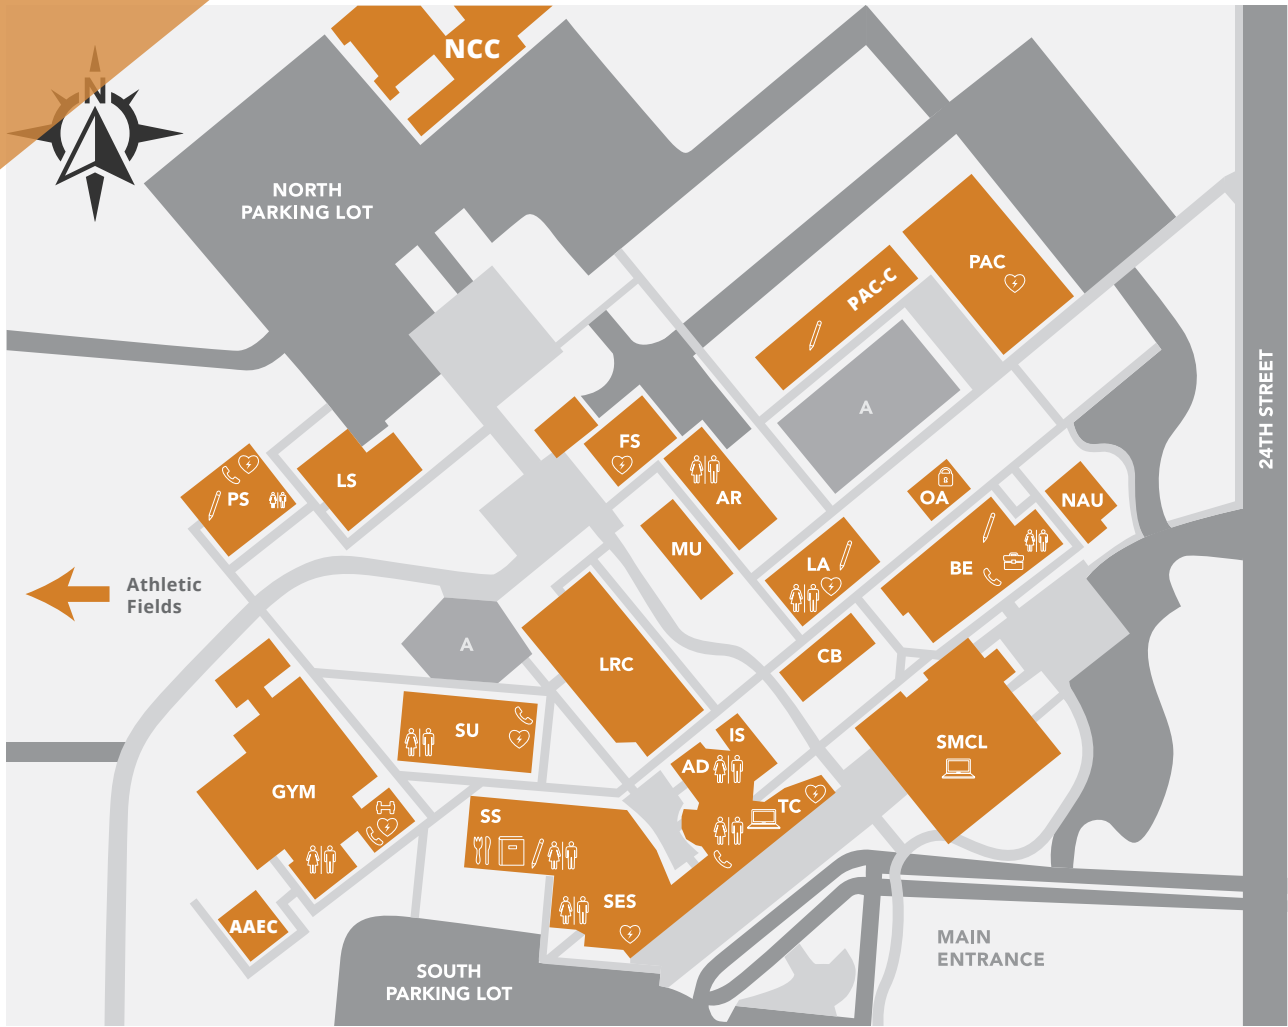 NCC
N
NORTH
PARKING LOT
PAC
PAC-C
24TH STREET
A
FS
LS
PS
AR
OA
NAU
MU
LA
BE
Athletic
Fields
A
LRC
CB
SU
IS
SMCL
AD
GYM
TC
SS
SES
AAEC
MAIN
ENTRANCE
SOUTH
PARKING LOT